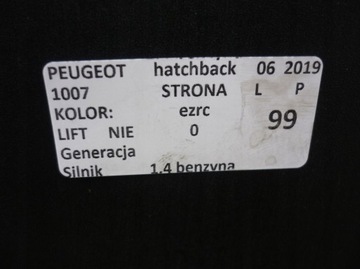 PEUGEOT hatchback 06 2019
1007 STRONA L P
KOLOR: ezrc 99
LIFT NIE 0
Generacja
Silnik 1.4 benzyna